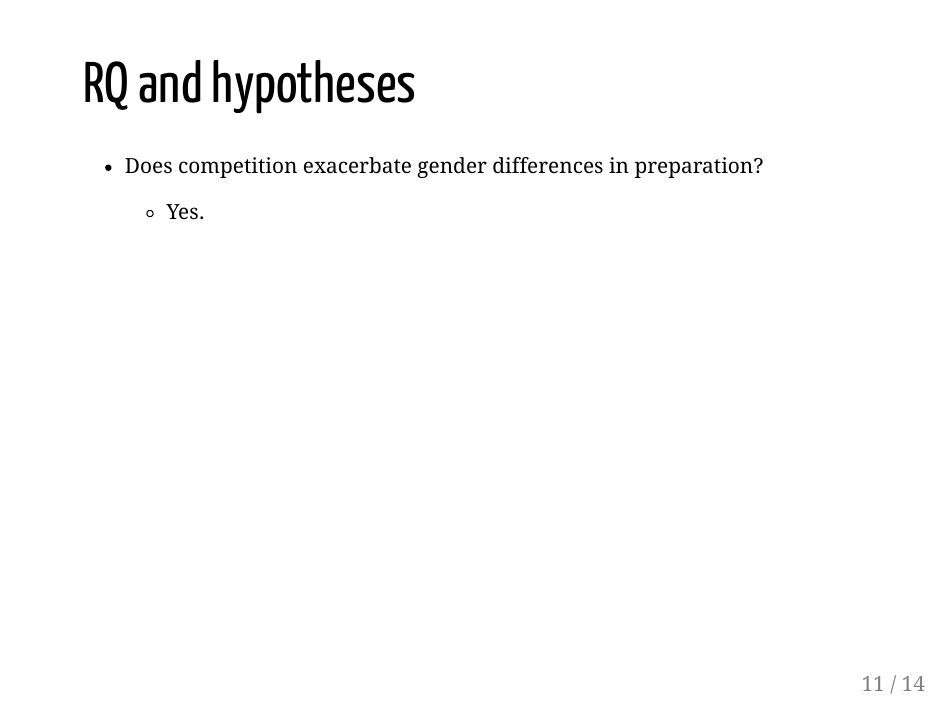 RQ and hypotheses
• Does competition exacerbate gender differences in preparation?
◦ Yes.
11 / 14